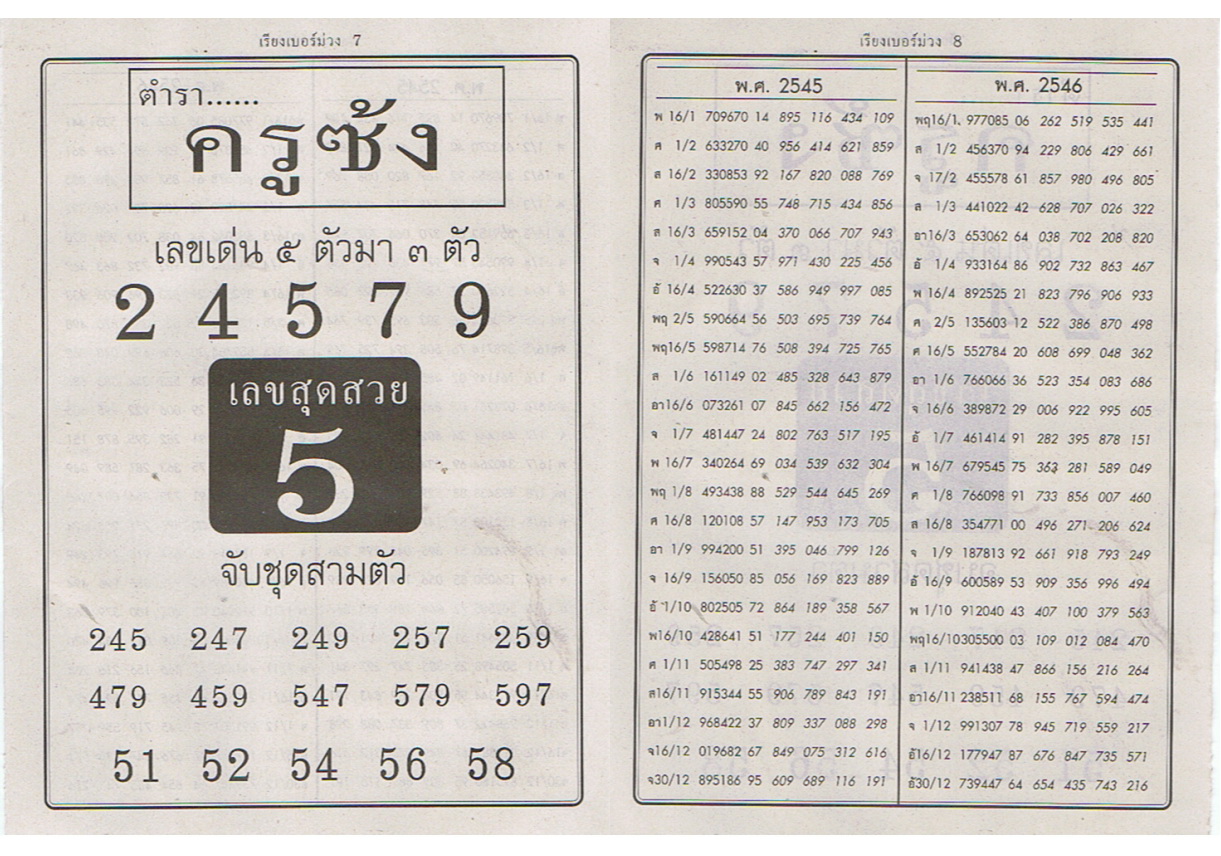 เรียงเบอร์ม่วง 7
ตำรา......
ครูซ้ง
เลขเด่น ๕ ตัวมา ๓ ตัว
2 4 5 7 9
เลขสุดสวย
5
จับชุดสามตัว
245 247 249 257 259
479 459 547 579 597
51 52 54 56 58
เรียงเบอร์ม่วง 8
พ.ศ. 2545
พ 16/1 709670 14 895 116 434 109
ศ 1/2 633270 40 956 414 621 859
ส 16/2 330853 92 167 820 088 769
ศ 1/3 805590 55 748 715 434 856
ส 16/3 659152 04 370 066 707 943
จ 1/4 990543 57 971 430 225 456
อั 16/4 522630 37 586 949 997 085
พฤ 2/5 590664 56 503 695 739 764
พฤ16/5 598714 76 508 394 725 765
ส 1/6 161149 02 485 328 643 879
อา16/6 073261 07 845 662 156 472
จ 1/7 481447 24 802 763 517 195
พ 16/7 340264 69 034 539 632 304
พฤ 1/8 493438 88 529 544 645 269
ศ 16/8 120108 57 147 953 173 705
อา 1/9 994200 51 395 046 799 126
จ 16/9 156050 85 056 169 823 889
อั 1/10 802505 72 864 189 358 567
พ16/10 428641 51 177 244 401 150
ศ 1/11 505498 25 383 747 297 341
ส16/11 915344 55 906 789 843 191
อา1/12 968422 37 809 337 088 298
จ16/12 019682 67 849 075 312 616
จ30/12 895186 95 609 689 116 191
พ.ศ. 2546
พฤ16/1 977085 06 262 519 535 441
ส 1/2 456370 94 229 806 429 661
จ 17/2 455578 61 857 980 496 805
ส 1/3 441022 42 628 707 026 322
อา16/3 653062 64 038 702 208 820
อั 1/4 933164 86 902 732 863 467
พ 16/4 892525 21 823 796 906 933
ศ 2/5 135603 12 522 386 870 498
ศ 16/5 552784 20 608 699 048 362
อา 1/6 766066 36 523 354 083 686
จ 16/6 389872 29 006 922 995 605
อั 1/7 461414 91 282 395 878 151
พ 16/7 679545 75 363 281 589 049
ศ 1/8 766098 91 733 856 007 460
ส 16/8 354771 00 496 271 206 624
จ 1/9 187813 92 661 918 793 249
อั 16/9 600589 53 909 356 996 494
พ 1/10 912040 43 407 100 379 563
พฤ16/10305500 03 109 012 084 470
ส 1/11 941438 47 866 156 216 264
อา16/11 238511 68 155 767 594 474
จ 1/12 991307 78 945 719 559 217
อั16/12 177947 87 676 847 735 571
อั30/12 739447 64 654 435 743 216